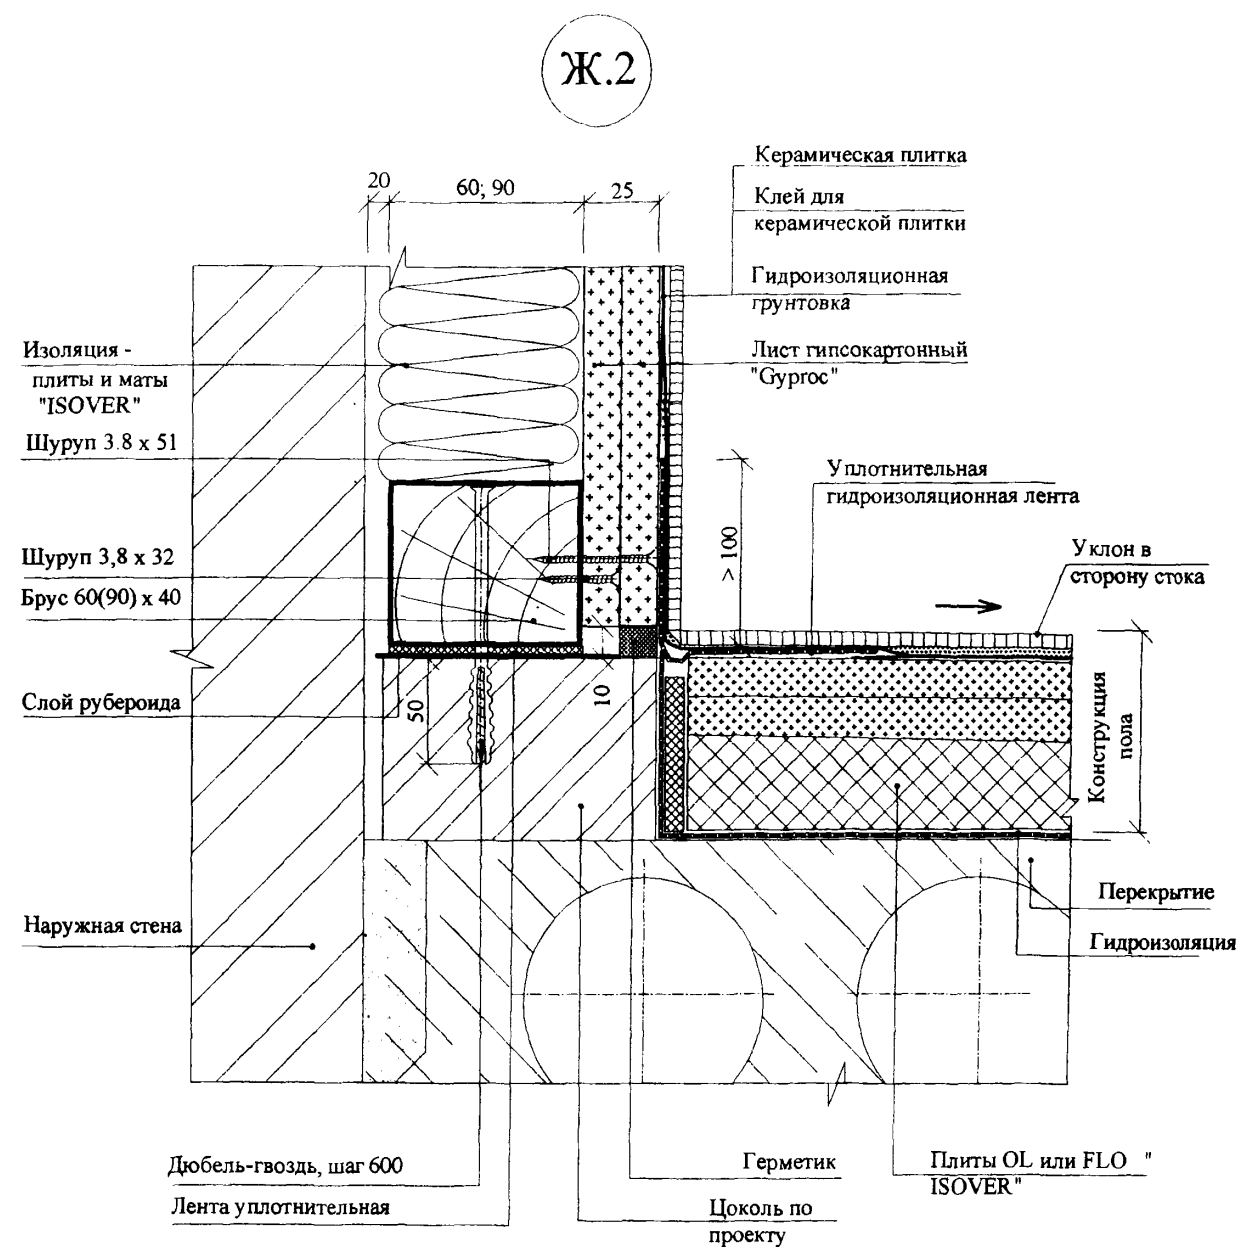 Ж.2
Керамическая плитка
20
60; 90
25
Клей для
керамической плитки
Гидроизоляционная
грунтовка
Изоляция -
плиты и маты
"ISOVER"
Лист гипсокартонный
"Gyproc"
Шуруп 3.8 х 51
Уплотнительная
гидроизоляционная лента
> 100
Шуруп 3,8 х 32
Уклон в
сторону стока
Брус 60(90) х 40
Слой рубероида
50
10
Конструкция
пола
Перекрытие
Наружная стена
Гидроизоляция
Дюбель-гвоздь, шаг 600
Герметик
Плиты OL или FLO "
ISOVER"
Лента уплотнительная
Цоколь по
проекту